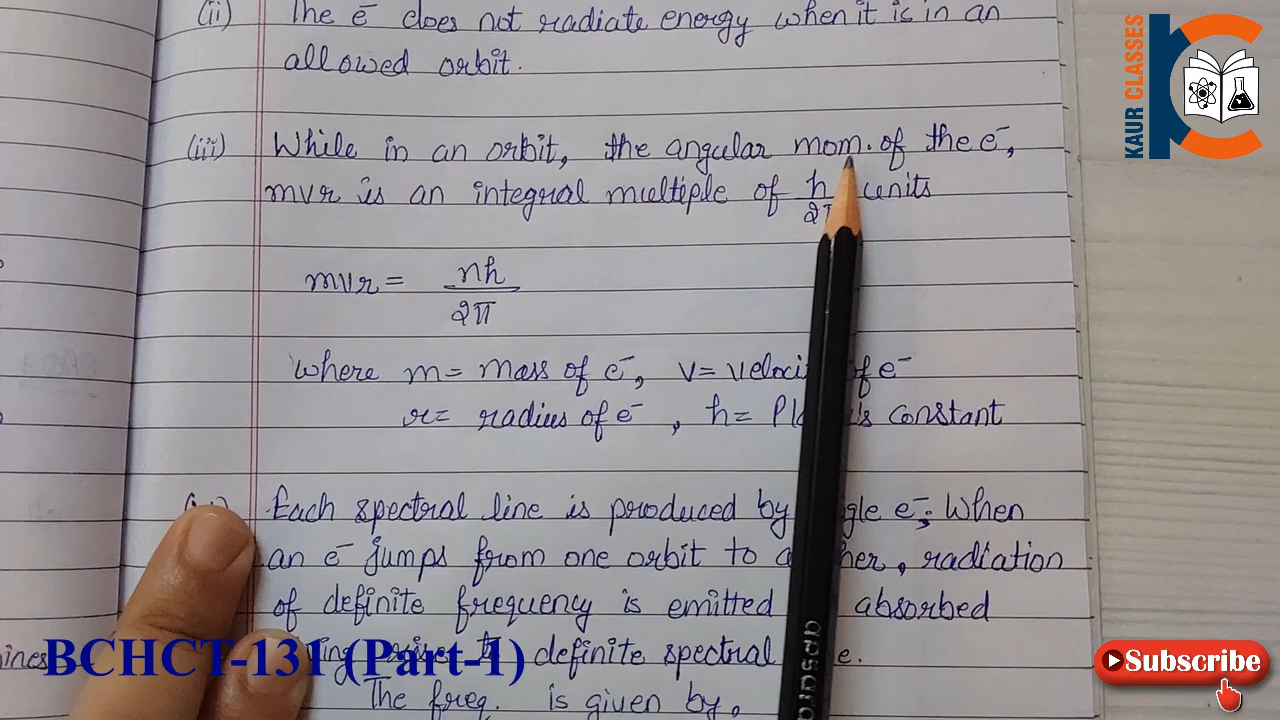 (ii) The e⁻ does not radiate energy when it is in an
allowed orbit.
(iii) While in an orbit, the angular mom. of the e⁻,
mvr is an integral multiple of h units
2π
mvr = nh
2π
where m = mass of e⁻, v = velocity of e⁻
r = radius of e⁻, h = constant
Each spectral line is produced by e⁻; When
an e⁻ jumps from one orbit to , radiation
of definite frequency is emitted absorbed
definite spectral
The freq. is given by,
BCHCT-131 (Part-1)
KAUR CLASSES
Subscribe
apsara